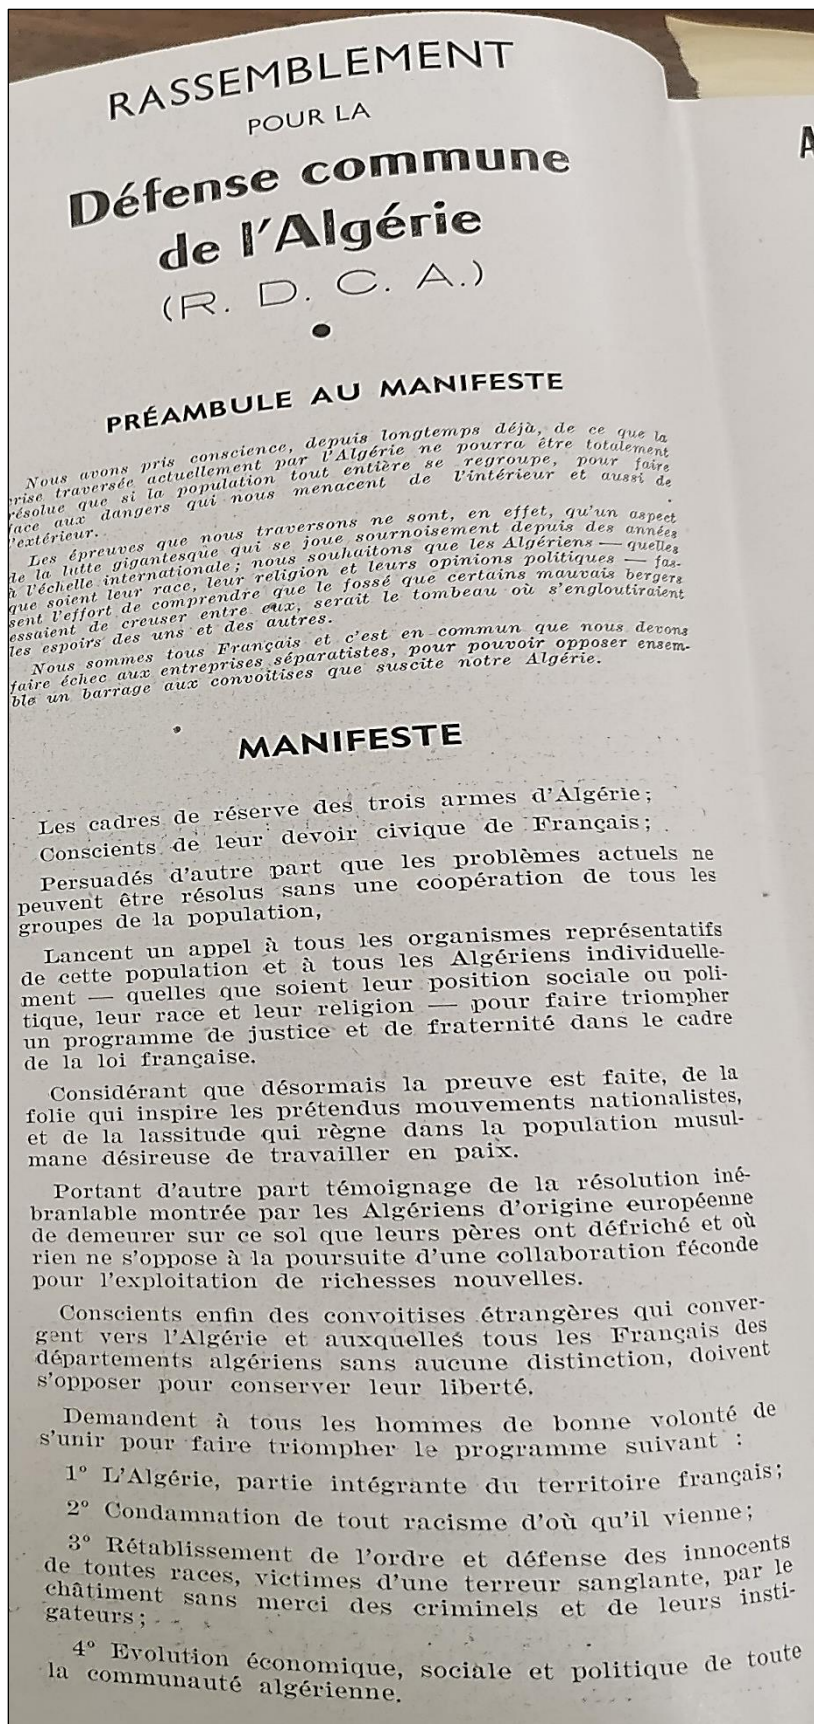 RASSEMBLEMENT
POUR LA
Défense commune
de l'Algérie
(R. D. C. A.)
PRÉAMBULE AU MANIFESTE
Nous avons pris conscience, depuis longtemps déjà, de ce que la
rise traversée actuellement par l'Algérie ne pourra être totalement
résolue que si la population tout entière se regroupe, pour faire
face aux dangers qui nous menacent de l'intérieur et aussi de
l'extérieur.
Les épreuves que nous traversons ne sont, en effet, qu'un aspect
de la lutte gigantesque qui se joue sournoisement depuis des années
à l'échelle internationale; nous souhaitons que les Algériens — quelles
que soient leur race, leur religion et leurs opinions politiques — fas-
sent l'effort de comprendre que le fossé que certains mauvais bergers
essaient de creuser entre eux, serait le tombeau où s'engloutiraient
les espoirs des uns et des autres.
Nous sommes tous Français et c'est en commun que nous devons
faire échec aux entreprises séparatistes, pour pouvoir opposer ensem-
ble un barrage aux convoitises que suscite notre Algérie.
MANIFESTE
Les cadres de réserve des trois armes d'Algérie;
Conscients de leur devoir civique de Français;
Persuadés d'autre part que les problèmes actuels ne
peuvent être résolus sans une coopération de tous les
groupes de la population,
Lancent un appel à tous les organismes représentatifs
de cette population et à tous les Algériens individuelle-
ment — quelles que soient leur position sociale ou poli-
tique, leur race et leur religion — pour faire triompher
un programme de justice et de fraternité dans le cadre
de la loi française.
Considérant que désormais la preuve est faite, de la
folie qui inspire les prétendus mouvements nationalistes,
et de la lassitude qui règne dans la population musul-
mane désireuse de travailler en paix.
Portant d'autre part témoignage de la résolution iné-
branlable montrée par les Algériens d'origine européenne
de demeurer sur ce sol que leurs pères ont défriché et où
rien ne s'oppose à la poursuite d'une collaboration féconde
pour l'exploitation de richesses nouvelles.
Conscients enfin des convoitises étrangères qui conver-
gent vers l'Algérie et auxquelles tous les Français des
départements algériens sans aucune distinction, doivent
s'opposer pour conserver leur liberté.
Demandent à tous les hommes de bonne volonté de
s'unir pour faire triompher le programme suivant :
1° L'Algérie, partie intégrante du territoire français;
2° Condamnation de tout racisme d'où qu'il vienne;
3° Rétablissement de l'ordre et défense des innocents
de toutes races, victimes d'une terreur sanglante, par le
châtiment sans merci des criminels et de leurs insti-
gateurs;
4° Evolution économique, sociale et politique de toute
la communauté algérienne.
A